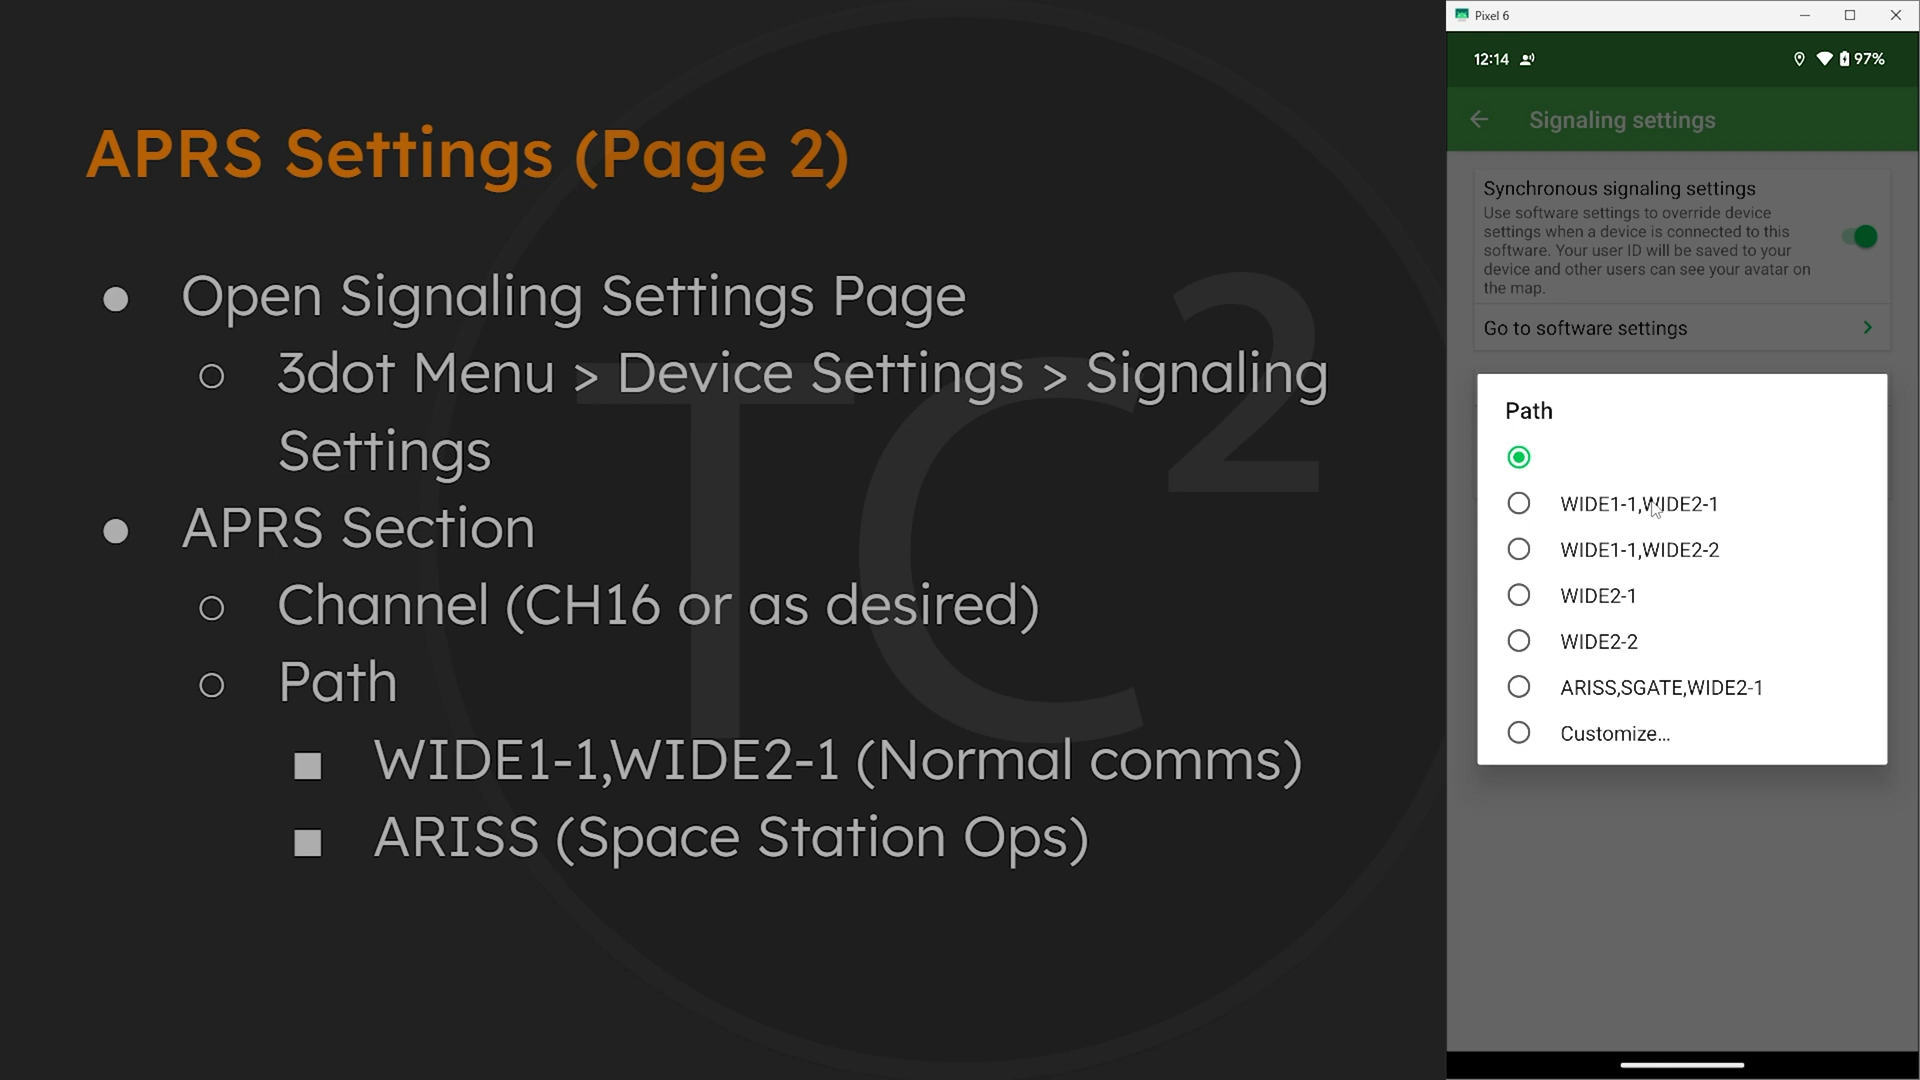 APRS Settings (Page 2)
● Open Signaling Settings Page
○ 3dot Menu > Device Settings > Signaling
Settings
● APRS Section
○ Channel (CH16 or as desired)
○ Path
■ WIDE1-1,WIDE2-1 (Normal comms)
■ ARISS (Space Station Ops)
TC²
Pixel 6
12:14
97%
Signaling settings
Synchronous signaling settings
Use software settings to override device
settings when a device is connected to this
software. Your user ID will be saved to your
device and other users can see your avatar on
the map.
Go to software settings
Path
WIDE1-1,WIDE2-1
WIDE1-1,WIDE2-2
WIDE2-1
WIDE2-2
ARISS,SGATE,WIDE2-1
Customize...